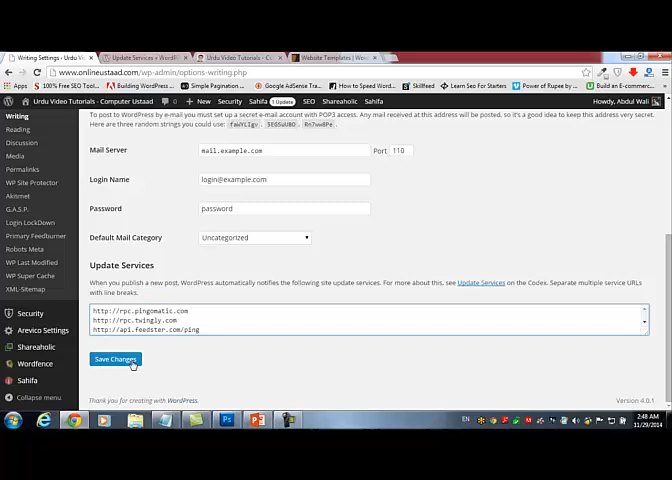 Writing Settings ‹ Urdu V
Update Services « WordPr
Urdu Video Tutorials - Com
Website Templates | Wo
www.onlineustaad.com/wp-admin/options-writing.php
Apps
100% Free SEO Tool
Building WordPress
Simple Pagination
Google AdSense Tra
SEO
HTML
Skillfeed
Learn SEO Effectively
Power of Rupee by
Build an E-commerc
Urdu Video Tutorials - Computer Ustaad
9
0
New
Security
Sahifa
1 Update
SEO
Shareaholic
Sahifa
Howdy, Abdul Wali
Writing
Reading
Discussion
Media
Permalinks
WP Site Protector
Akismet
G.A.S.P.
Login LockDown
Primary Feedburner
Robots Meta
WP Last Modified
WP Super Cache
XML-Sitemap
Security
Arevico Settings
Shareaholic
Wordfence
Sahifa
Collapse menu
To post to WordPress by e-mail you must set up a secret e-mail account with POP3 access. Any mail received at this address will be posted, so it's a good idea to keep this address very secret.
Here are three random strings you could use:
Mail Server
mail.example.com
Port
110
Login Name
login@example.com
Password
password
Default Mail Category
Uncategorized
Update Services
When you publish a new post, WordPress automatically notifies the following site update services. For more about this, see Update Services on the Codex. Separate multiple service URLs
with line breaks.
http://rpc.pingomatic.com
http://rpc.twingly.com
http://api.feedster.com/ping
Save Changes
Thank you for creating with WordPress.
Version 4.0.1
EN
2:48 AM
11/29/2014